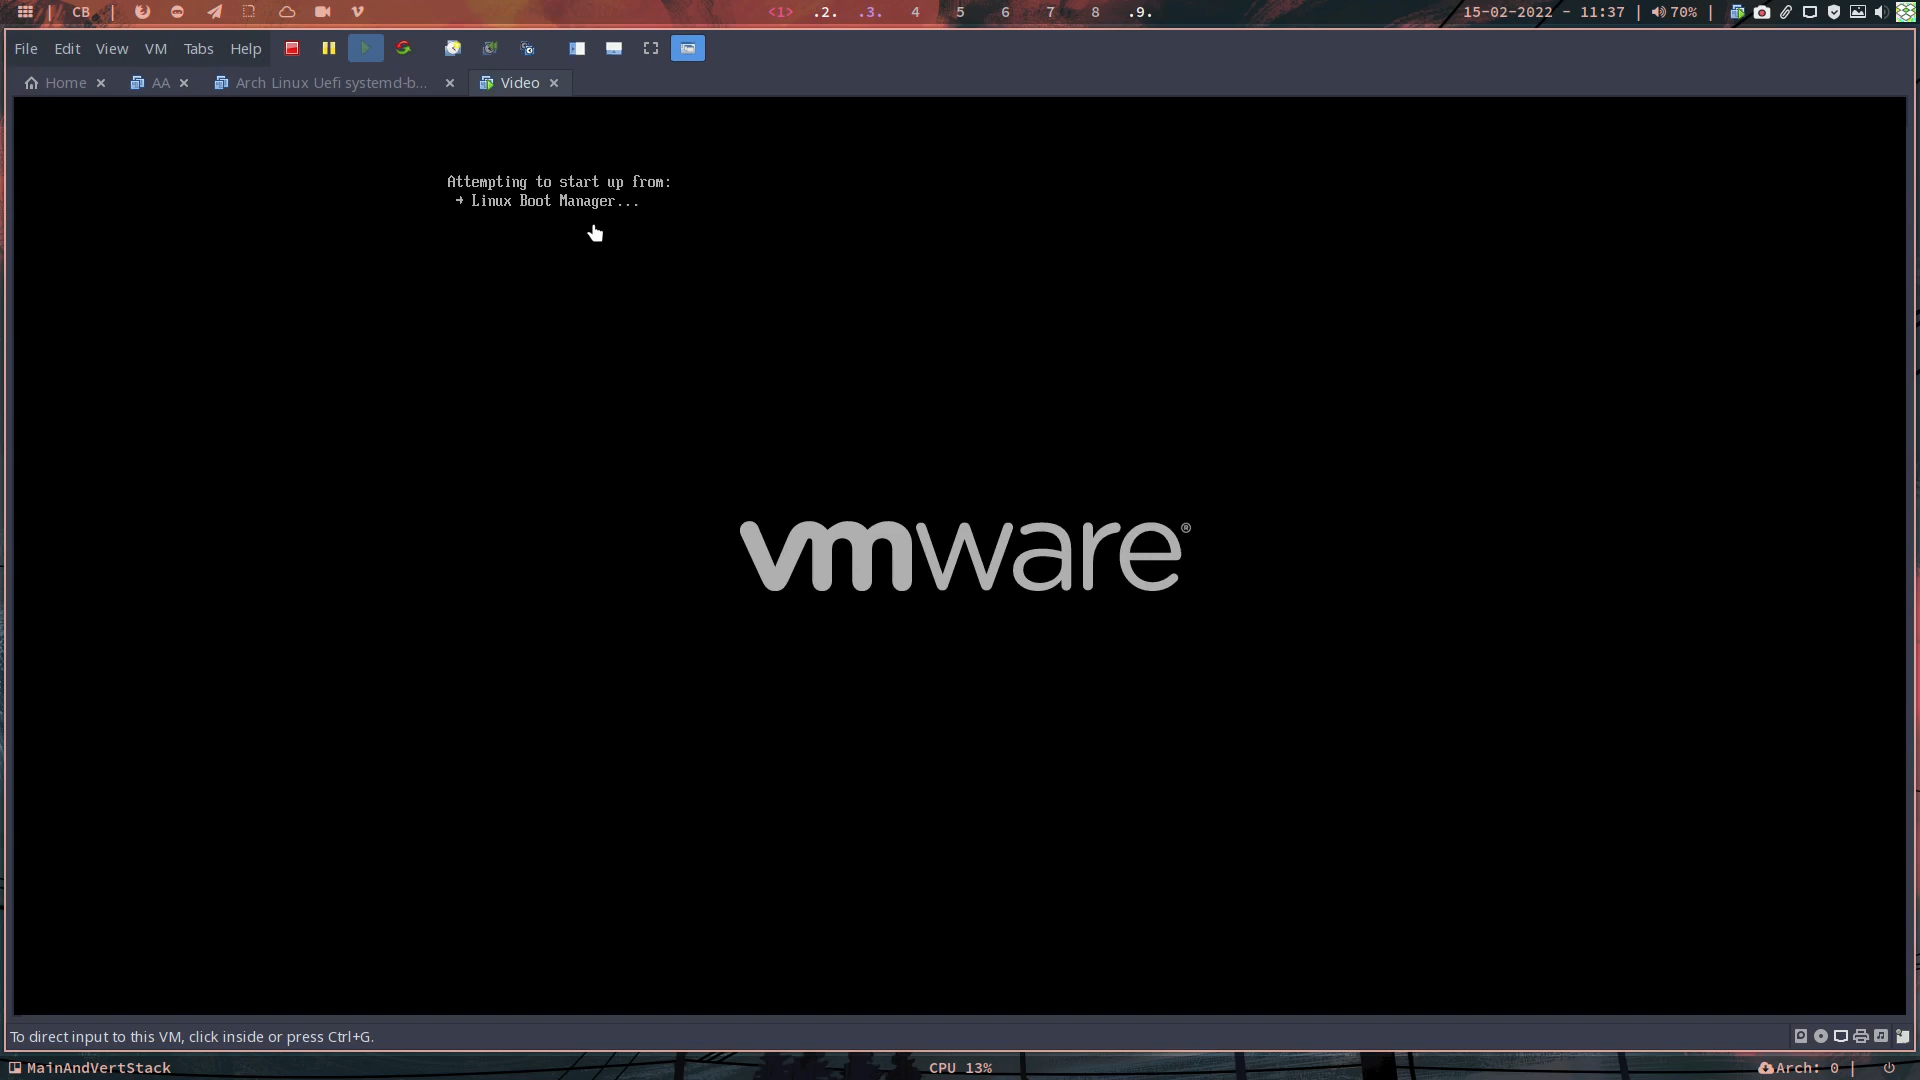 CB <1> .2. .3. 4 5 6 7 8 .9. 15-02-2022 - 11:37 | 70% |
File Edit View VM Tabs Help
Home AA Arch Linux Uefi systemd-b... Video
Attempting to start up from:
→ Linux Boot Manager...
vmware®
To direct input to this VM, click inside or press Ctrl+G.
MainAndVertStack CPU 13% Arch: 0 |